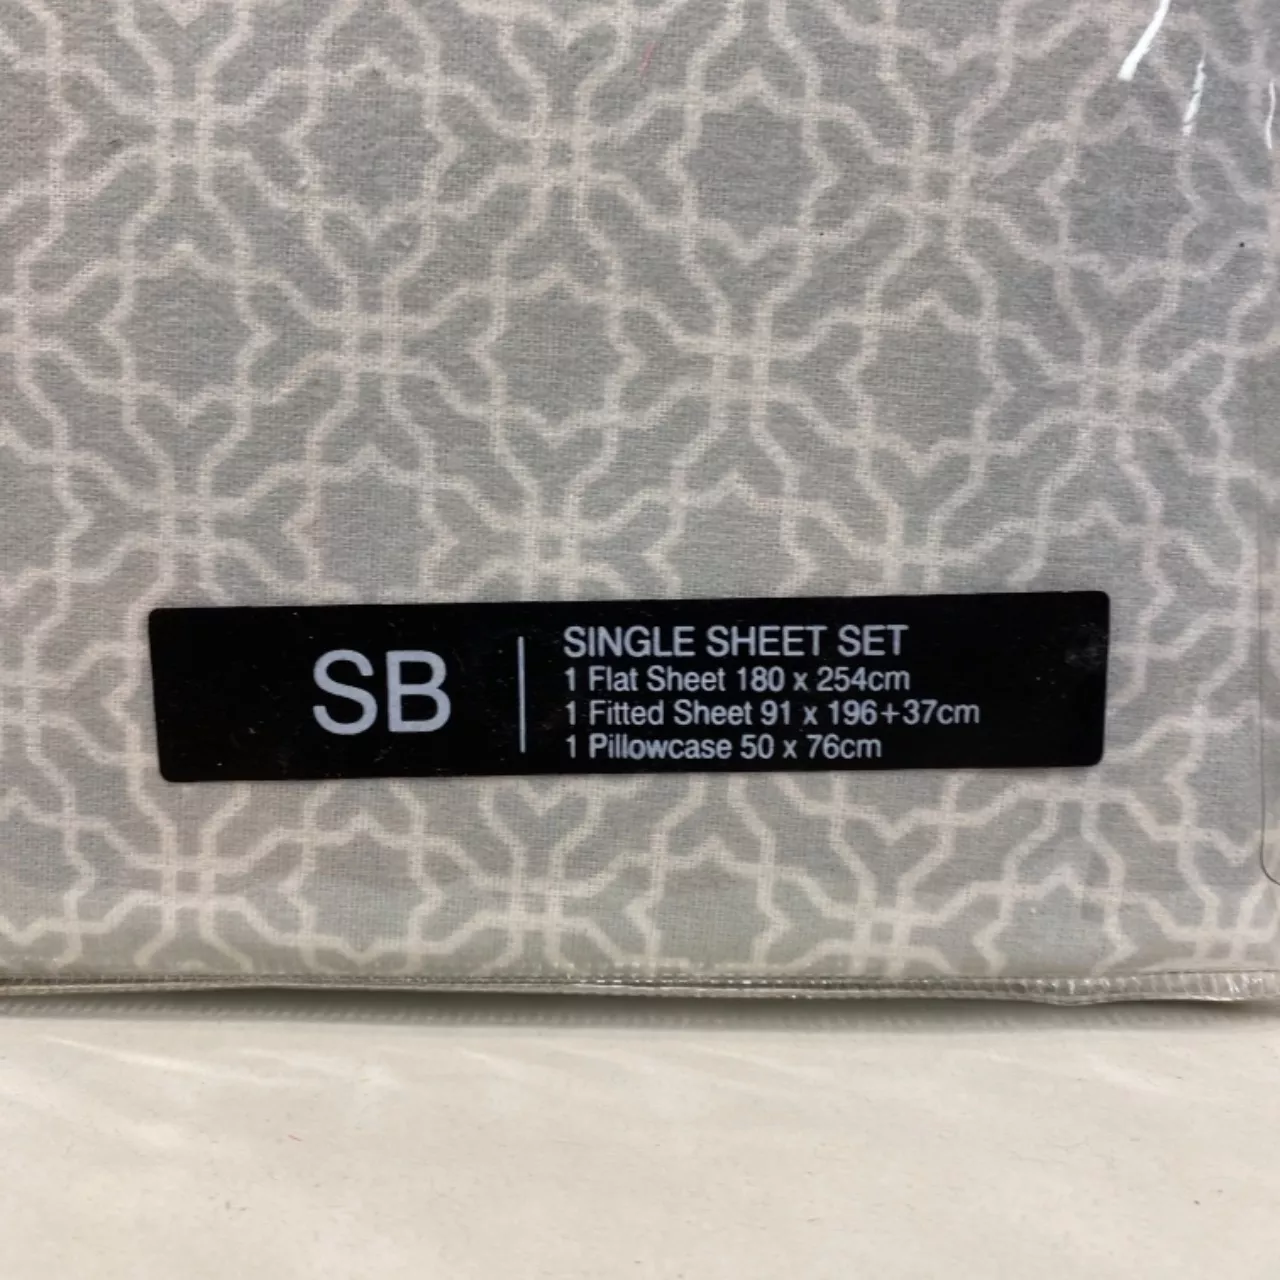 SB
SINGLE SHEET SET
1 Flat Sheet 180 x 254cm
1 Fitted Sheet 91 x 196+37cm
1 Pillowcase 50 x 76cm